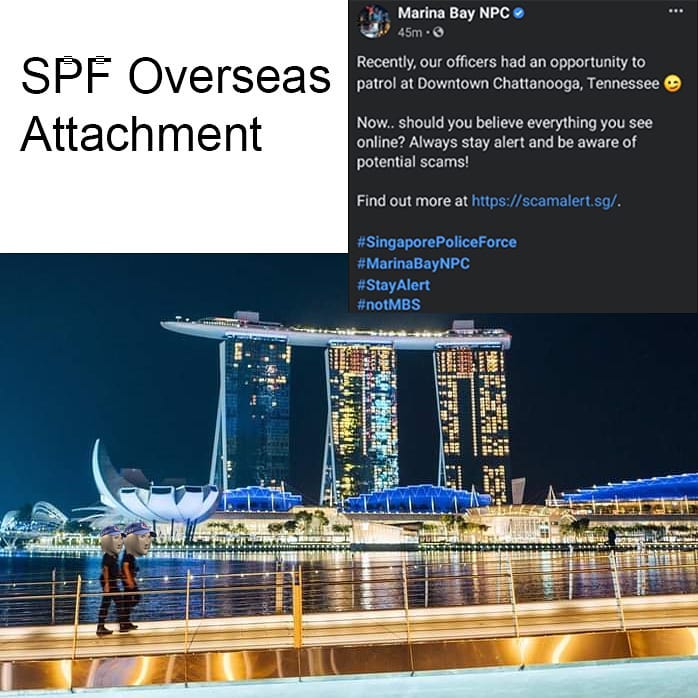 SPF Overseas
Attachment
Marina Bay NPC
45m
Recently, our officers had an opportunity to
patrol at Downtown Chattanooga, Tennessee 😉
Now.. should you believe everything you see
online? Always stay alert and be aware of
potential scams!
Find out more at https://scamalert.sg/.
#SingaporePoliceForce
#MarinaBayNPC
#StayAlert
#notMBS